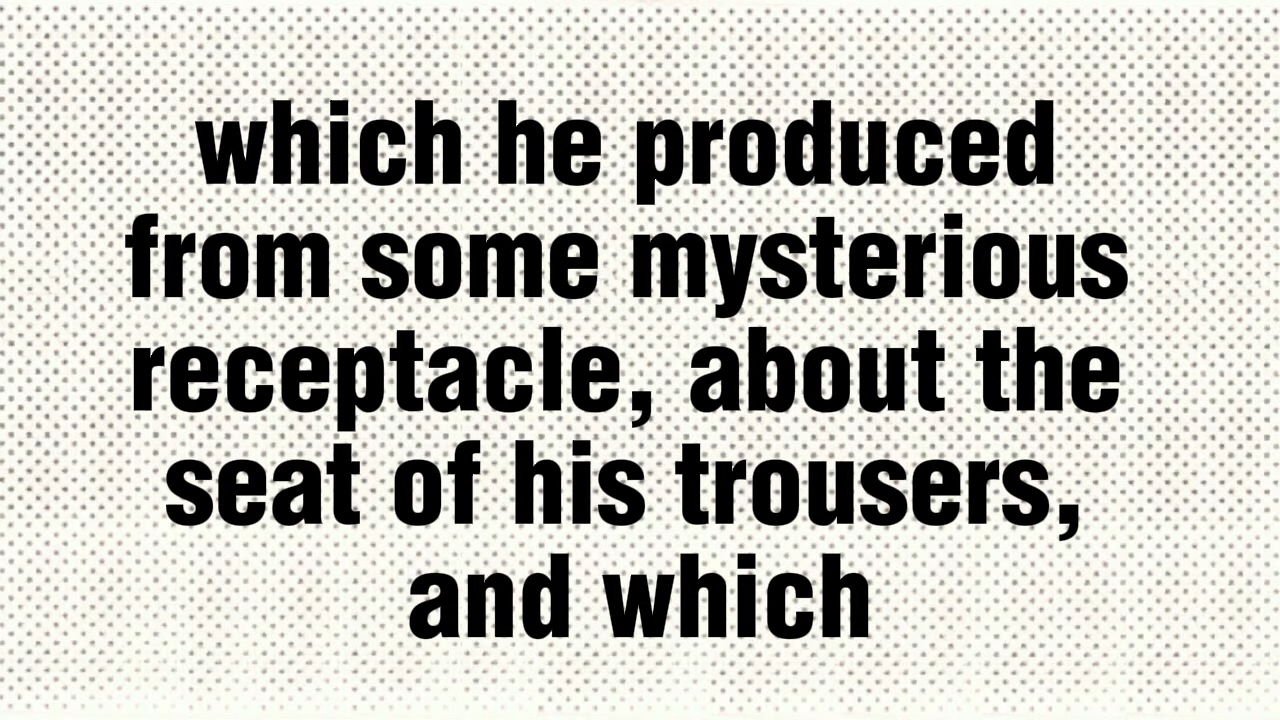 which he produced
from some mysterious
receptacle, about the
seat of his trousers,
and which